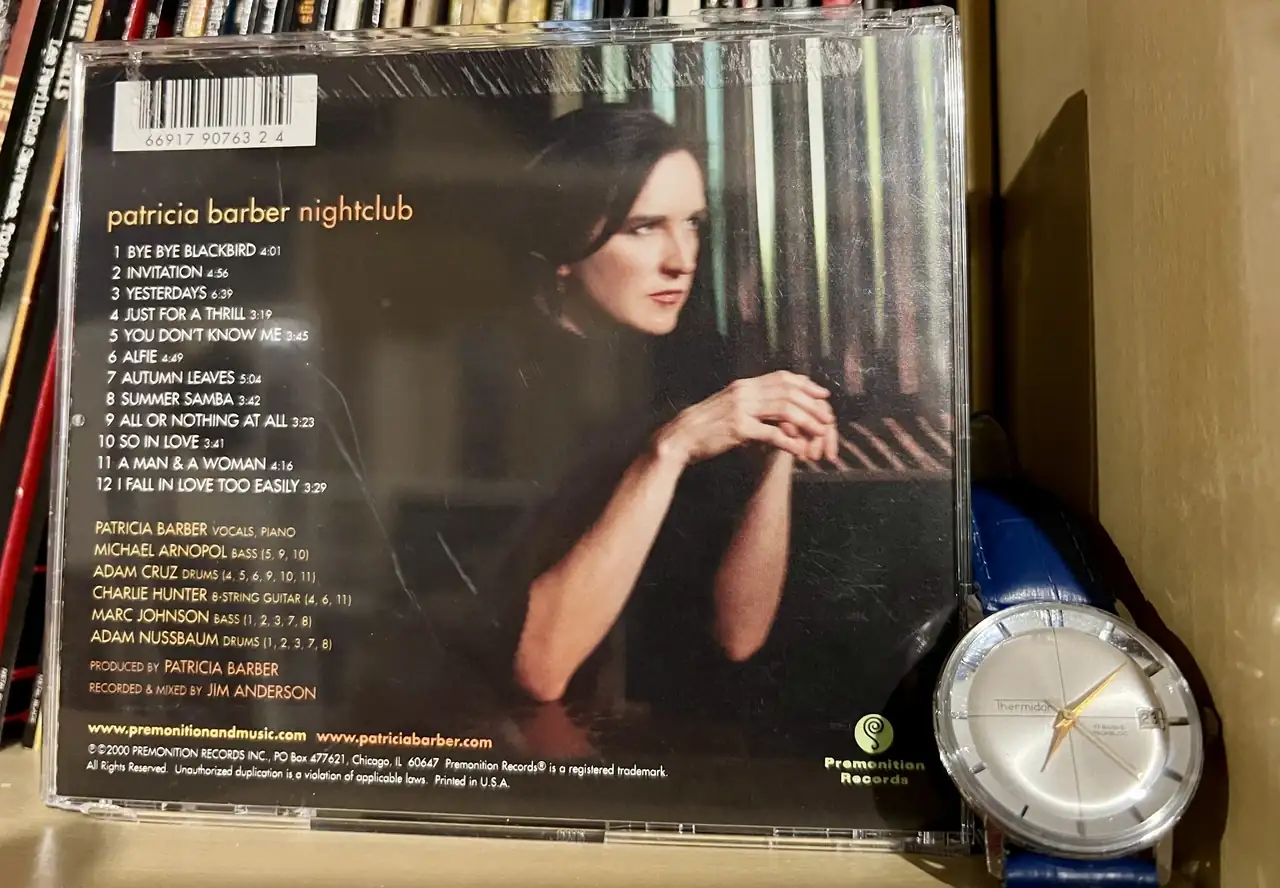 66917 90763 2 4
patricia barber nightclub
1 BYE BYE BLACKBIRD 4:01
2 INVITATION 4:56
3 YESTERDAYS 6:39
4 JUST FOR A THRILL 3:19
5 YOU DON'T KNOW ME 3:45
6 ALFIE 4:49
7 AUTUMN LEAVES 5:04
8 SUMMER SAMBA 3:42
9 ALL OR NOTHING AT ALL 3:23
10 SO IN LOVE 3:41
11 A MAN & A WOMAN 4:16
12 I FALL IN LOVE TOO EASILY 3:29
PATRICIA BARBER VOCALS, PIANO
MICHAEL ARNOPOL BASS (5, 9, 10)
ADAM CRUZ DRUMS (4, 5, 6, 9, 10, 11)
CHARLIE HUNTER 8-STRING GUITAR (4, 6, 11)
MARC JOHNSON BASS (1, 2, 3, 7, 8)
ADAM NUSSBAUM DRUMS (1, 2, 3, 7, 8)
PRODUCED BY PATRICIA BARBER
RECORDED & MIXED BY JIM ANDERSON
www.premonitionandmusic.com www.patriciabarber.com
℗©2000 PREMONITION RECORDS INC., PO Box 477621, Chicago, IL 60647 Premonition Records® is a registered trademark.
All Rights Reserved. Unauthorized duplication is a violation of applicable laws. Printed in U.S.A.
Premonition
Records
Thermidor
23